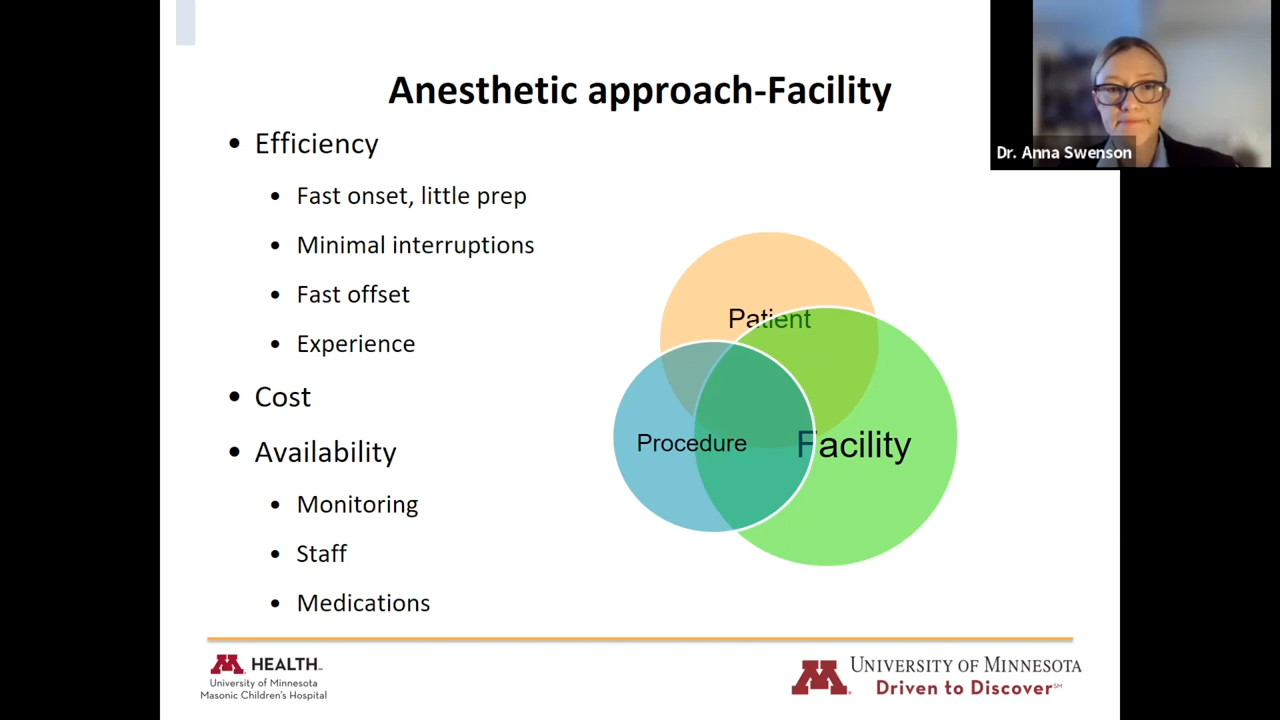 Anesthetic approach-Facility
• Efficiency
• Fast onset, little prep
• Minimal interruptions
• Fast offset
• Experience
• Cost
• Availability
• Monitoring
• Staff
• Medications
Patient
Procedure
Facility
Dr. Anna Swenson
M HEALTH
University of Minnesota
Masonic Children's Hospital
M UNIVERSITY OF MINNESOTA
Driven to Discover℠